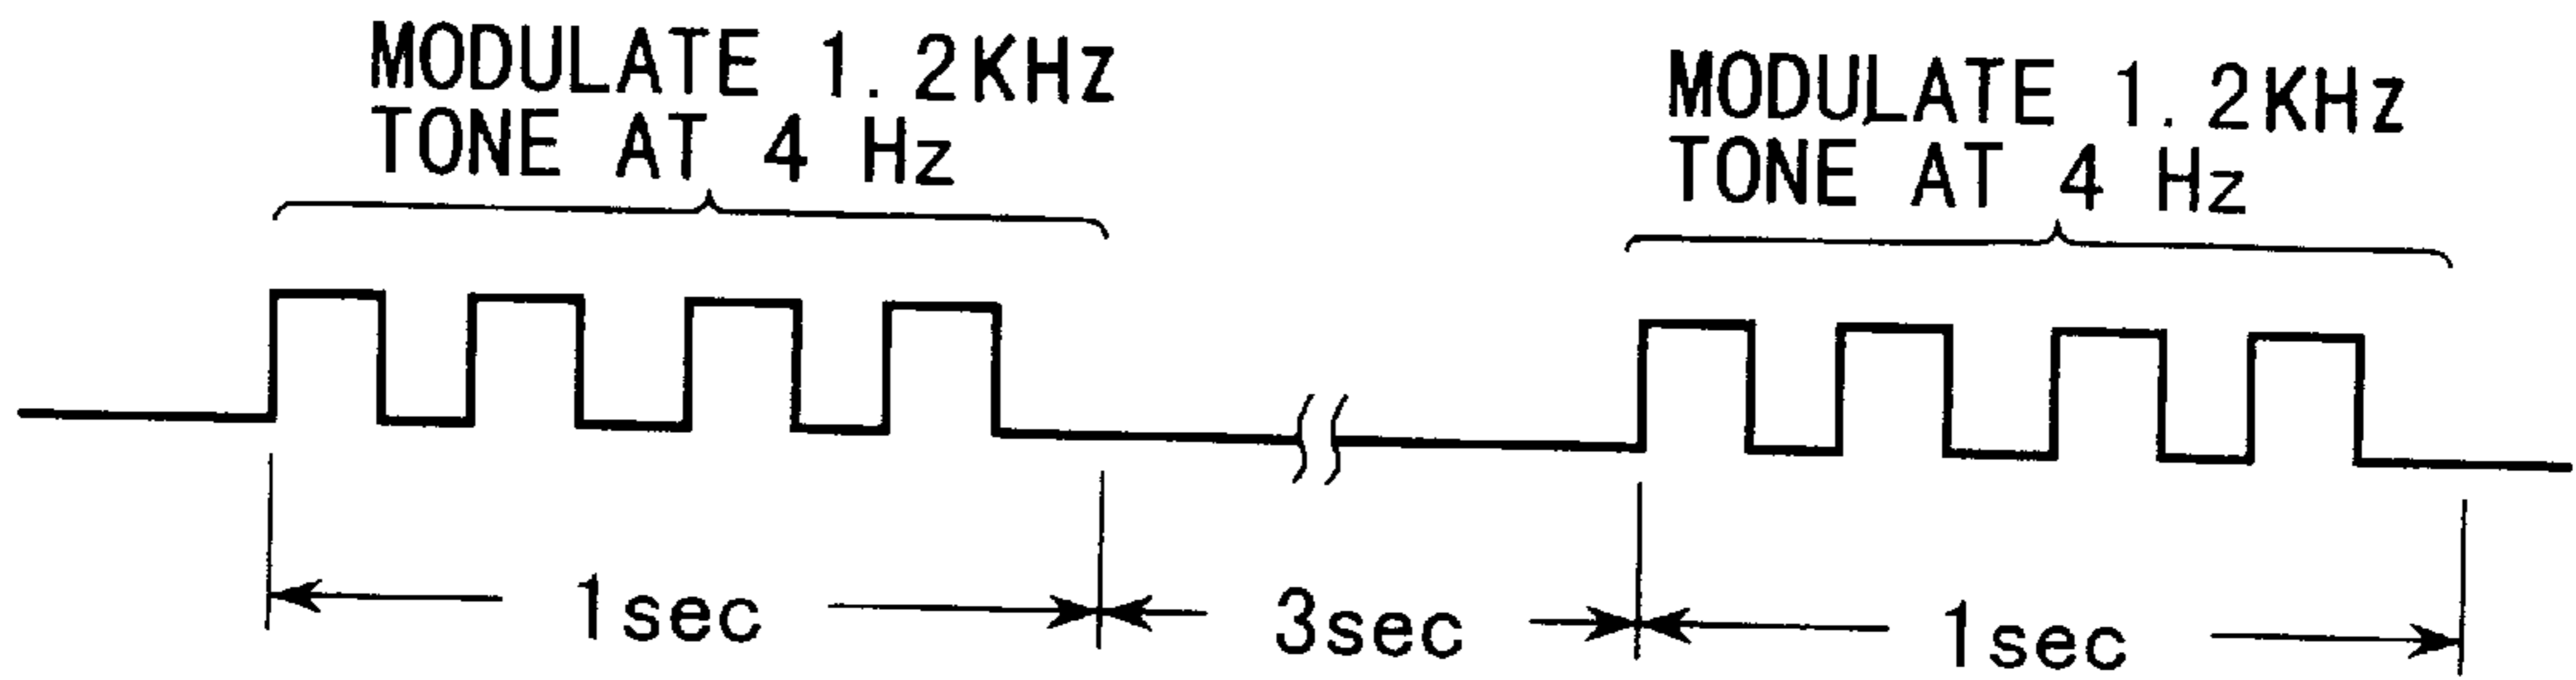 MODULATE 1.2KHz
TONE AT 4 Hz
MODULATE 1.2KHz
TONE AT 4 Hz
1sec
3sec
1sec